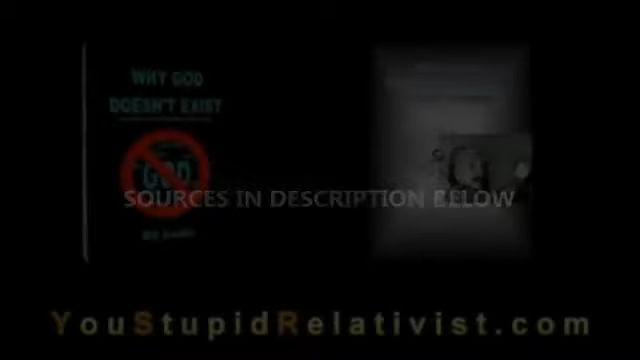 WHY GOD
DOESN'T EXIST
GOD
SOURCES IN DESCRIPTION BELOW
YouStupidRelativist.com